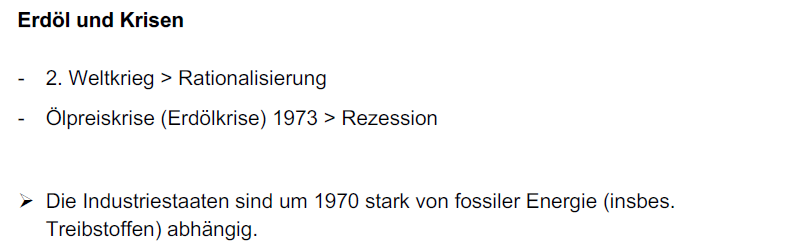 Erdöl und Krisen
- 2. Weltkrieg > Rationalisierung
- Ölpreiskrise (Erdölkrise) 1973 > Rezession
➢ Die Industriestaaten sind um 1970 stark von fossiler Energie (insbes.
Treibstoffen) abhängig.